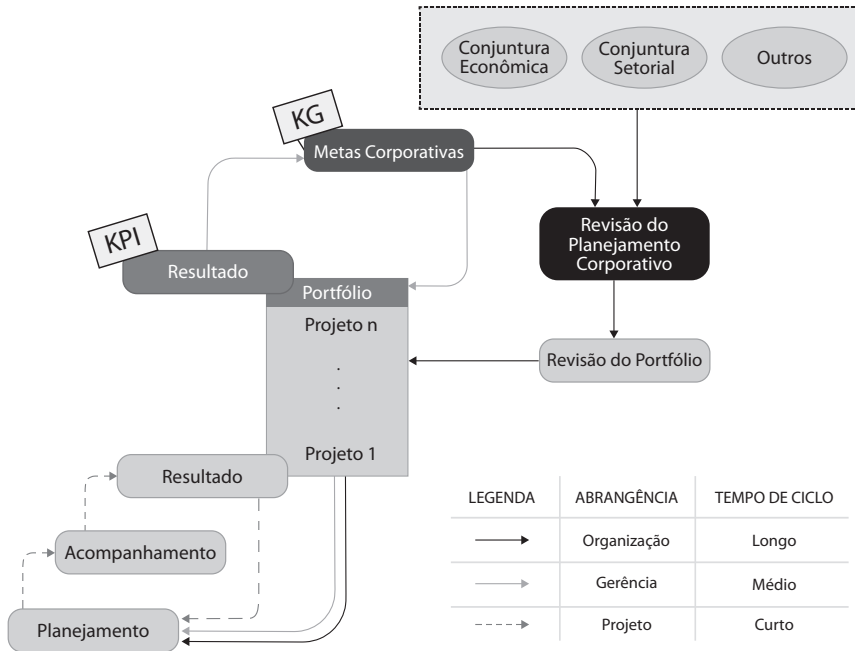 Conjuntura
Econômica
Conjuntura
Setorial
Outros
KG
Metas Corporativas
KPI
Resultado
Revisão do
Planejamento
Corporativo
Portfólio
Projeto n
.
.
.
Projeto 1
Revisão do Portfólio
Resultado
Acompanhamento
Planejamento
LEGENDA ABRANGÊNCIA TEMPO DE CICLO
Organização Longo
Gerência Médio
Projeto Curto